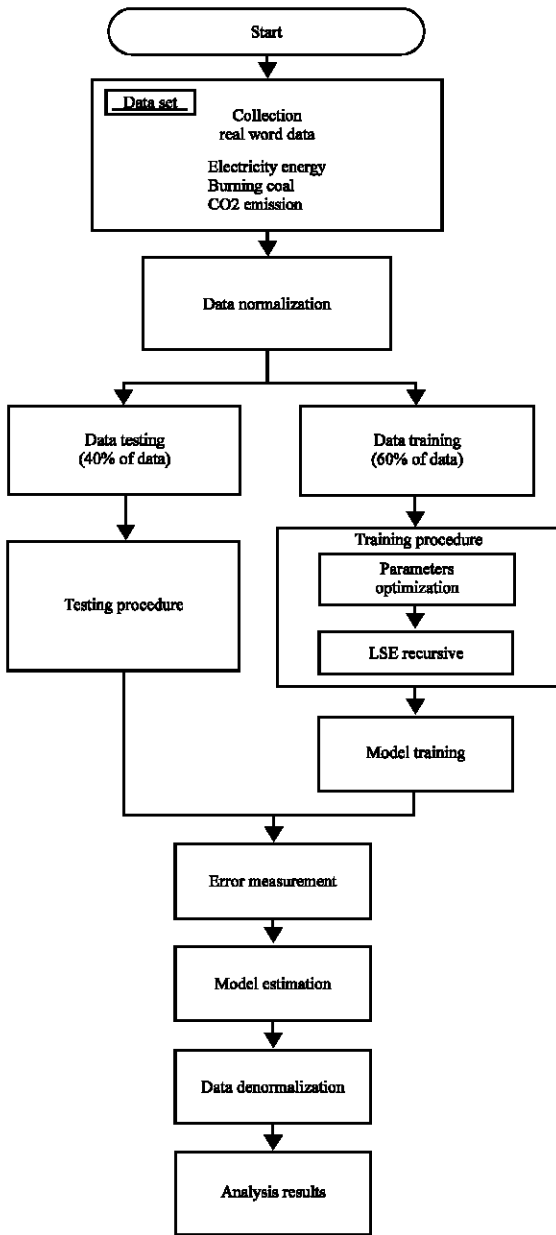 Start
Data set
Collection
real word data
Electricity energy
Burning coal
CO2 emission
Data normalization
Data testing
(40% of data)
Data training
(60% of data)
Testing procedure
Training procedure
Parameters
optimization
LSE recursive
Model training
Error measurement
Model estimation
Data denormalization
Analysis results